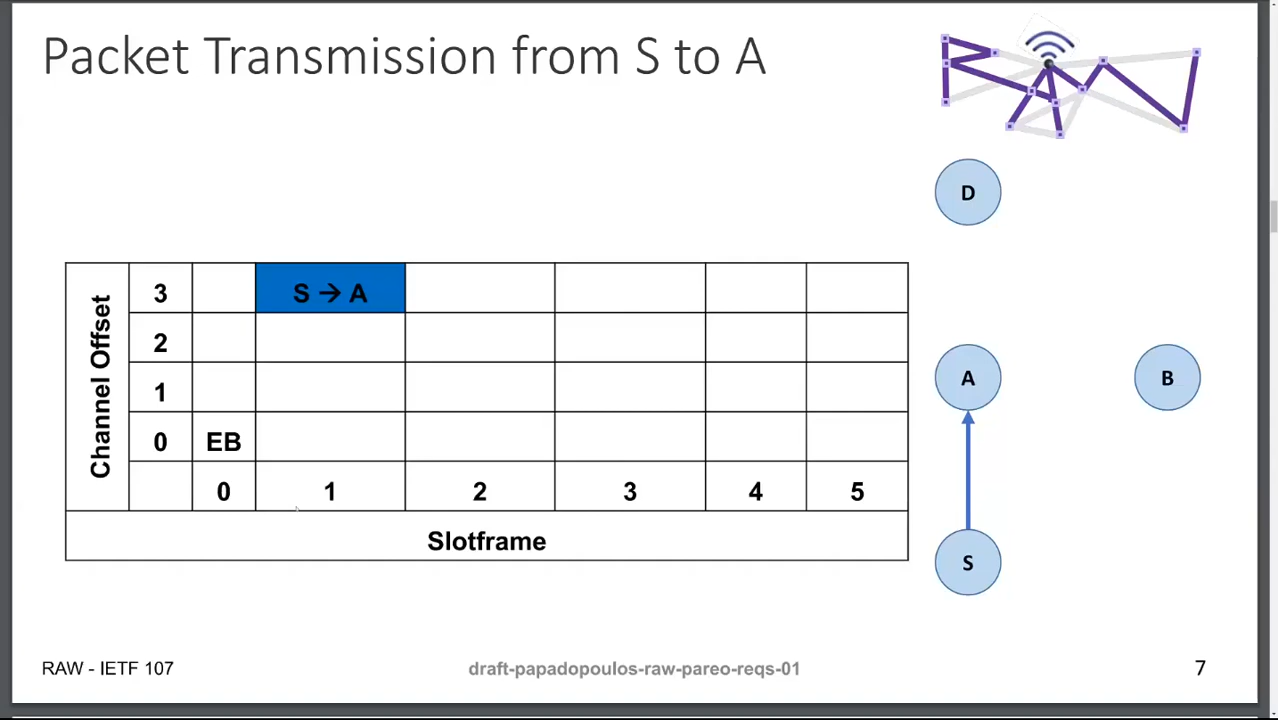 Packet Transmission from S to A
D
Channel Offset
3 S → A
2
1
0 EB
0 1 2 3 4 5
Slotframe
A B
S
RAW - IETF 107
draft-papadopoulos-raw-pareo-reqs-01
7